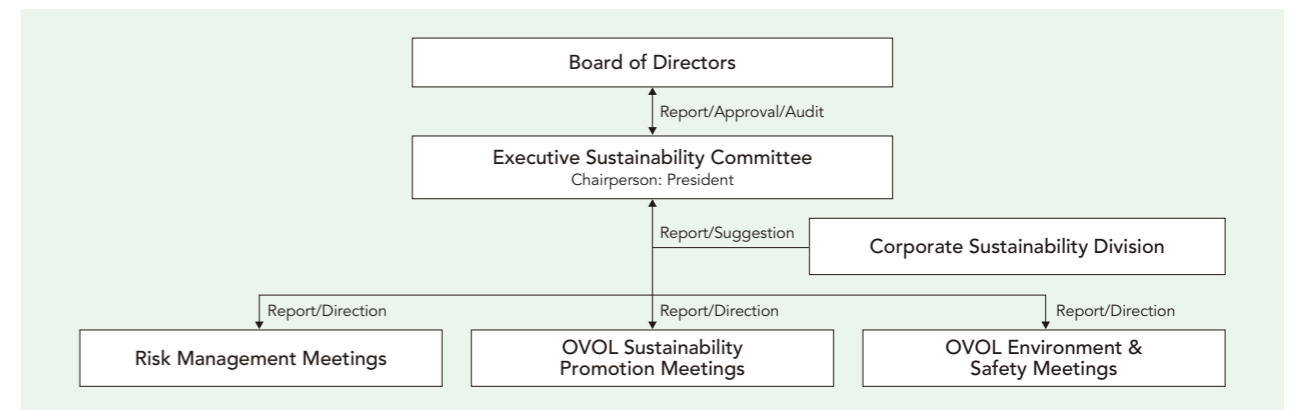 Board of Directors
Report/Approval/Audit
Executive Sustainability Committee
Chairperson: President
Report/Suggestion
Corporate Sustainability Division
Report/Direction
Report/Direction
Report/Direction
Risk Management Meetings
OVOL Sustainability
Promotion Meetings
OVOL Environment &
Safety Meetings